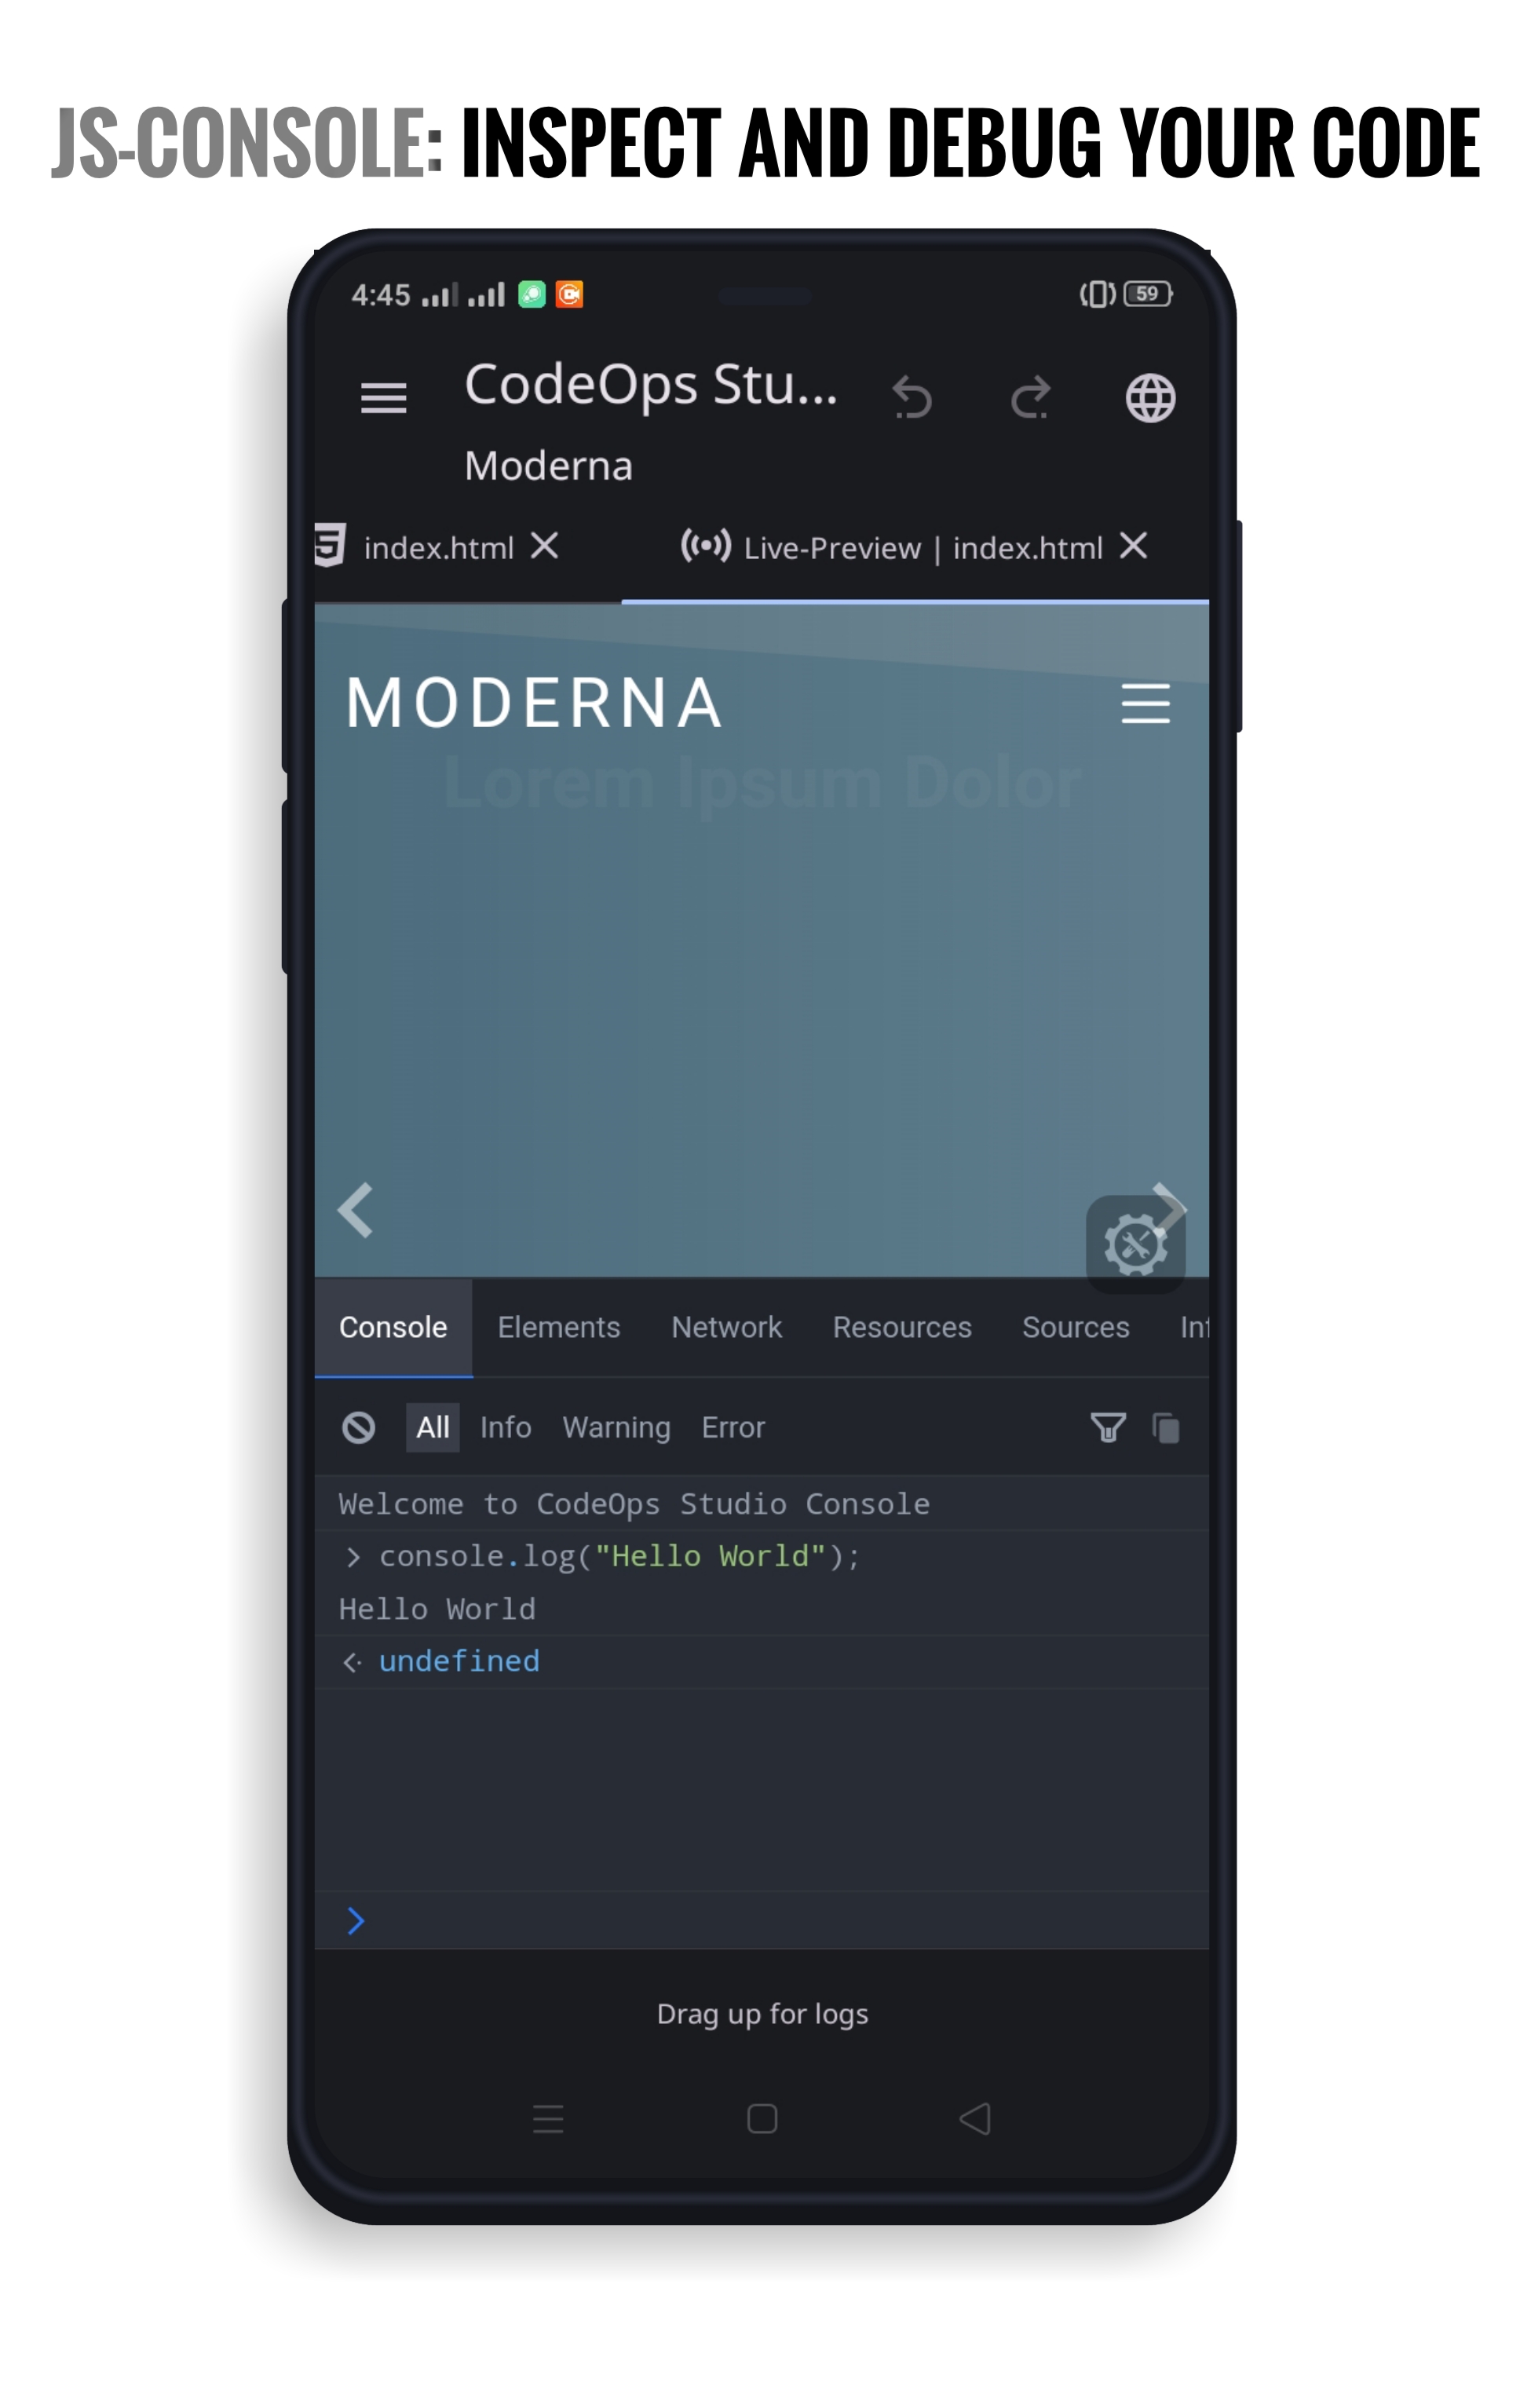 JS-CONSOLE: INSPECT AND DEBUG YOUR CODE
4:45 59
CodeOps Stu...
Moderna
index.html Live-Preview | index.html
MODERNA
Lorem Ipsum Dolor
Console Elements Network Resources Sources Inf
All Info Warning Error
Welcome to CodeOps Studio Console
> console.log("Hello World");
Hello World
undefined
>
Drag up for logs